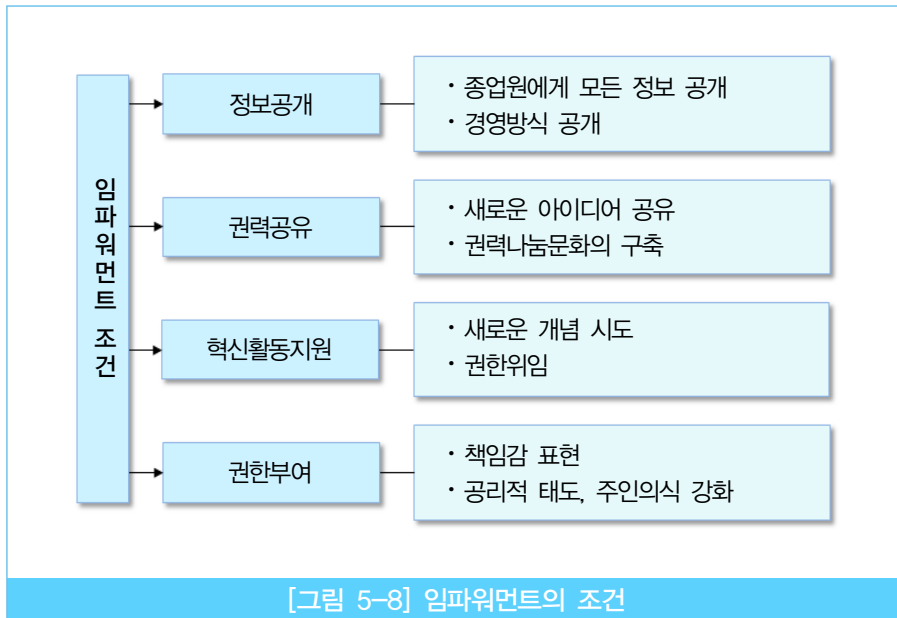 임파워먼트 조건
정보공개
· 종업원에게 모든 정보 공개
· 경영방식 공개
권력공유
· 새로운 아이디어 공유
· 권력나눔문화의 구축
혁신활동지원
· 새로운 개념 시도
· 권한위임
권한부여
· 책임감 표현
· 공리적 태도, 주인의식 강화
[그림 5-8] 임파워먼트의 조건